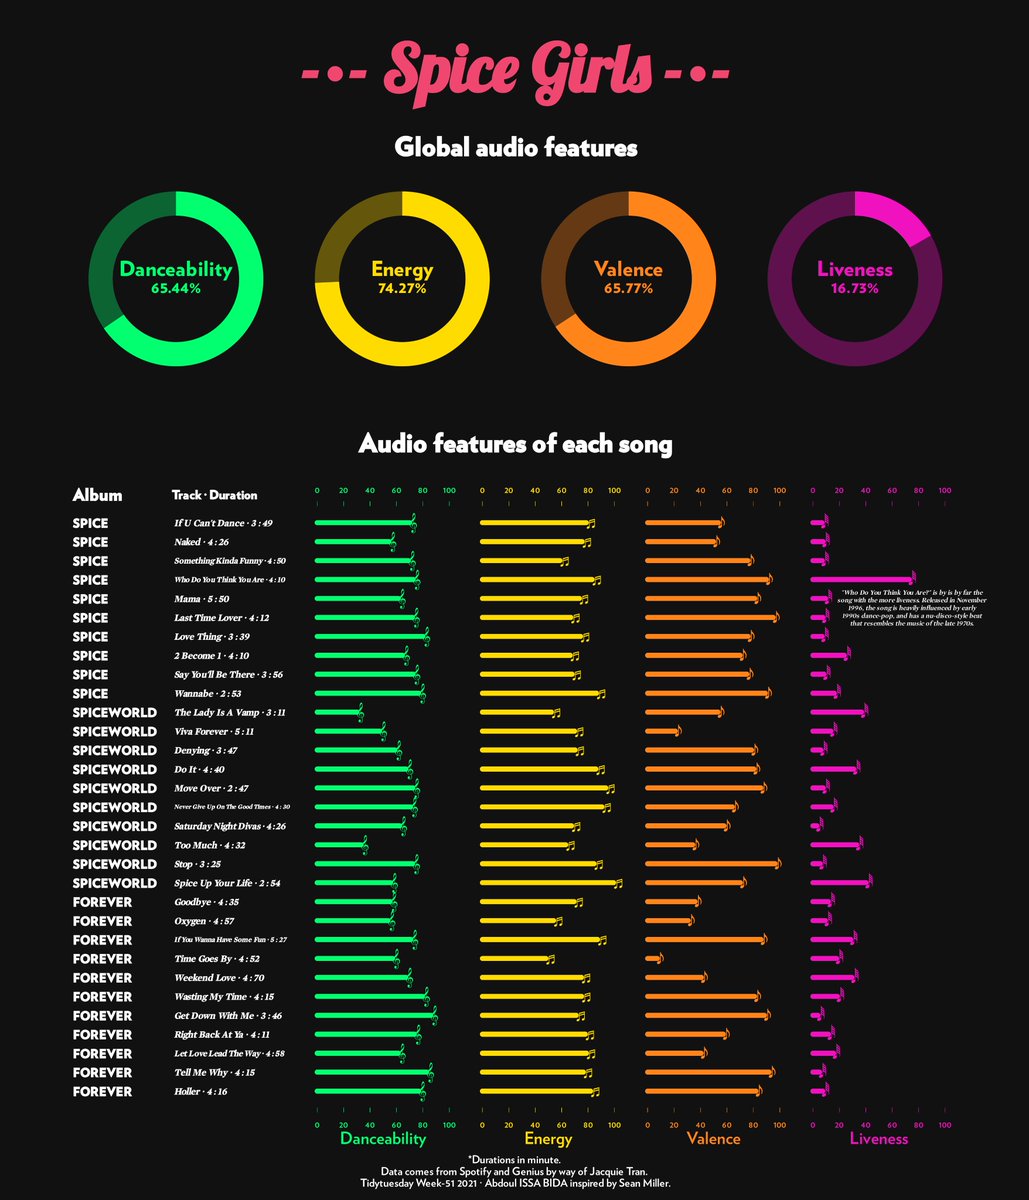 -•- Spice Girls -•-
Global audio features
Danceability
65.44%
Energy
74.27%
Valence
65.77%
Liveness
16.73%
Audio features of each song
Album Track · Duration 0 20 40 60 80 100 0 20 40 60 80 100 0 20 40 60 80 100 0 20 40 60 80 100
SPICE If U Can't Dance · 3 : 49
SPICE Naked · 4 : 26
SPICE Something Kinda Funny · 4 : 50
SPICE Who Do You Think You Are · 4 : 10
"Who Do You Think You Are?" is by is by far the
song with the more liveness. Released in November
1996, the song is heavily influenced by early
1990s dance-pop, and has a nu-disco-style beat
that resembles the music of the late 1970s.
SPICE Mama · 5 : 50
SPICE Last Time Lover · 4 : 12
SPICE Love Thing · 3 : 39
SPICE 2 Become 1 · 4 : 10
SPICE Say You'll Be There · 3 : 56
SPICE Wannabe · 2 : 53
SPICEWORLD The Lady Is A Vamp · 3 : 11
SPICEWORLD Viva Forever · 5 : 11
SPICEWORLD Denying · 3 : 47
SPICEWORLD Do It · 4 : 40
SPICEWORLD Move Over · 2 : 47
SPICEWORLD Never Give Up On The Good Times · 4 : 30
SPICEWORLD Saturday Night Divas · 4 : 26
SPICEWORLD Too Much · 4 : 32
SPICEWORLD Stop · 3 : 25
SPICEWORLD Spice Up Your Life · 2 : 54
FOREVER Goodbye · 4 : 35
FOREVER Oxygen · 4 : 57
FOREVER If You Wanna Have Some Fun · 5 : 27
FOREVER Time Goes By · 4 : 52
FOREVER Weekend Love · 4 : 70
FOREVER Wasting My Time · 4 : 15
FOREVER Get Down With Me · 3 : 46
FOREVER Right Back At Ya · 4 : 11
FOREVER Let Love Lead The Way · 4 : 58
FOREVER Tell Me Why · 4 : 15
FOREVER Holler · 4 : 16
0 20 40 60 80 100 0 20 40 60 80 100 0 20 40 60 80 100 0 20 40 60 80 100
Danceability Energy Valence Liveness
*Durations in minute.
Data comes from Spotify and Genius by way of Jacquie Tran.
Tidytuesday Week-51 2021 · Abdoul ISSA BIDA inspired by Sean Miller.